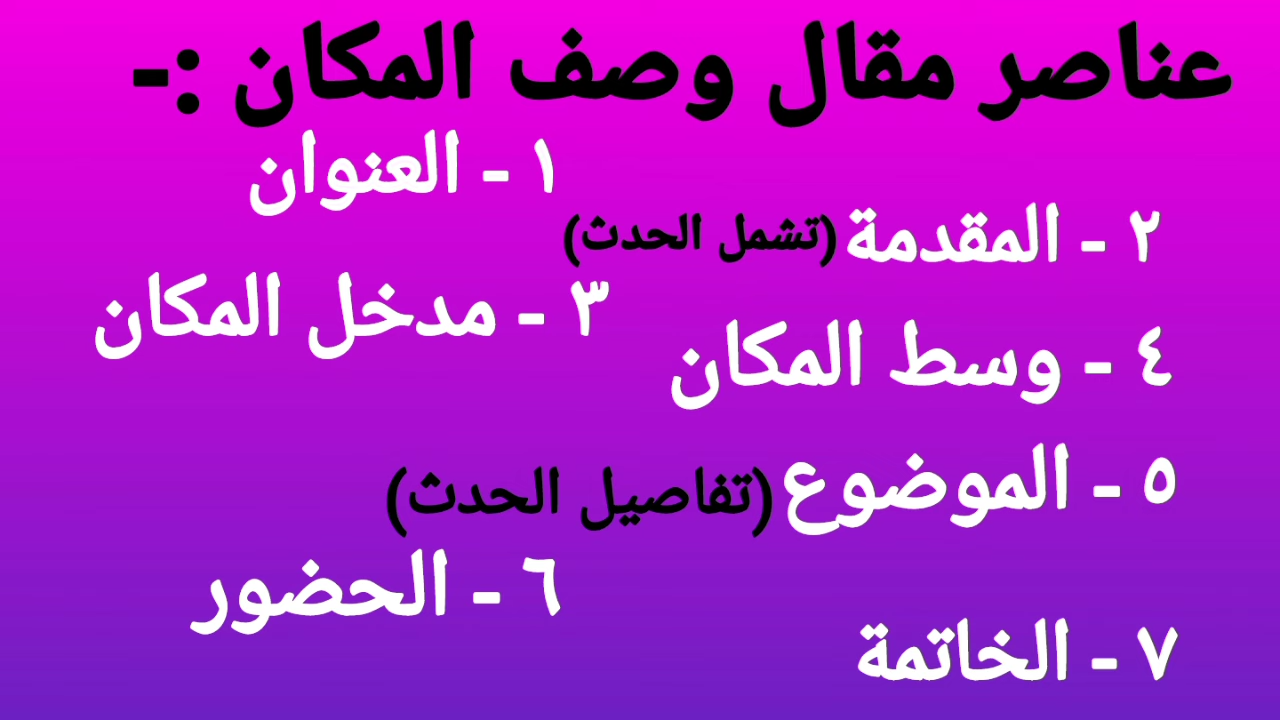 عناصر مقال وصف المكان :-
١ - العنوان
٢ - المقدمة (تشمل الحدث)
٣ - مدخل المكان
٤ - وسط المكان
٥ - الموضوع (تفاصيل الحدث)
٦ - الحضور
٧ - الخاتمة